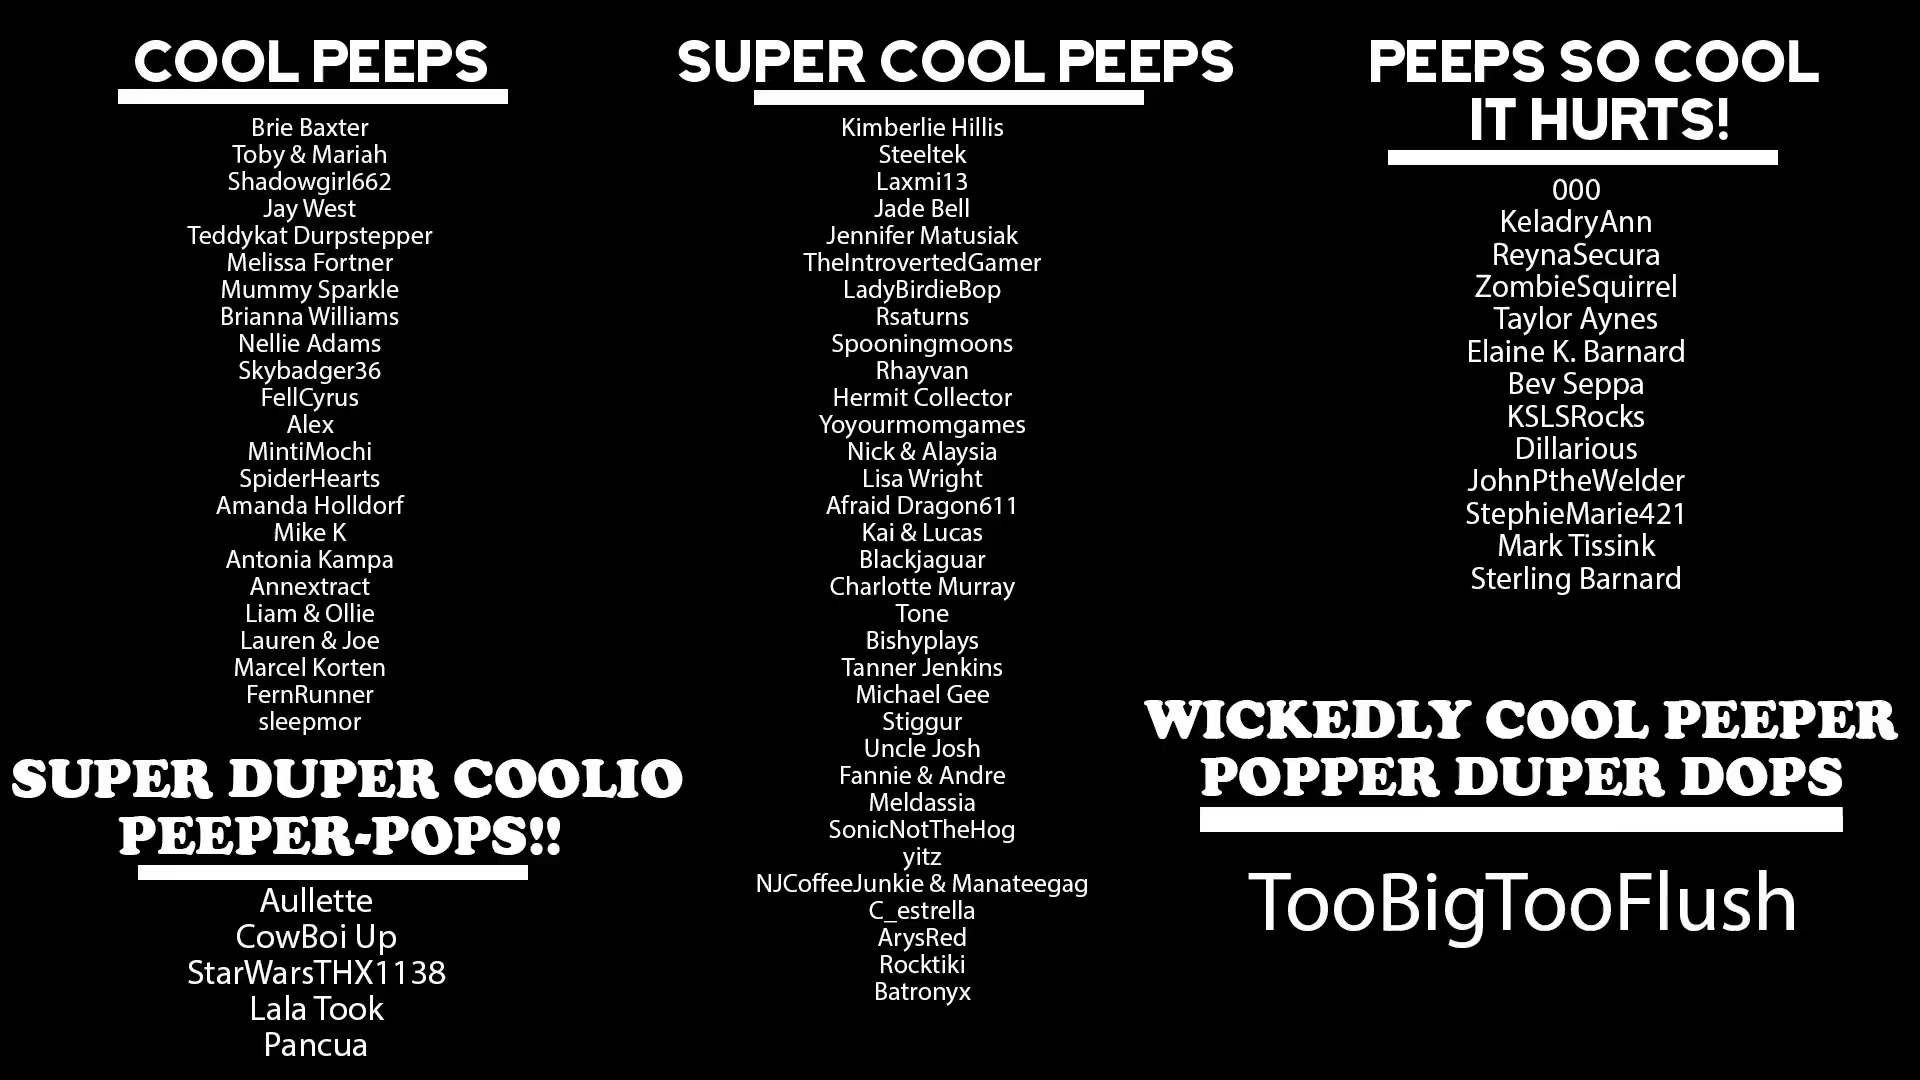 COOL PEEPS
Brie Baxter
Toby & Mariah
Shadowgirl662
Jay West
Teddykat Durpstepper
Melissa Fortner
Mummy Sparkle
Brianna Williams
Nellie Adams
Skybadger36
FellCyrus
Alex
MintiMochi
SpiderHearts
Amanda Holldorf
Mike K
Antonia Kampa
Annextract
Liam & Ollie
Lauren & Joe
Marcel Korten
FernRunner
sleepmor
SUPER DUPER COOLIO
PEEPER-POPS!!
Aullette
CowBoi Up
StarWarsTHX1138
Lala Took
Pancua
SUPER COOL PEEPS
Kimberlie Hillis
Steeltek
Laxmi13
Jade Bell
Jennifer Matusiak
TheIntrovertedGamer
LadyBirdieBop
Rsaturns
Spooningmoons
Rhayvan
Hermit Collector
Yoyourmomgames
Nick & Alaysia
Lisa Wright
Afraid Dragon611
Kai & Lucas
Blackjaguar
Charlotte Murray
Tone
Bishyplays
Tanner Jenkins
Michael Gee
Stiggur
Uncle Josh
Fannie & Andre
Meldassia
SonicNotTheHog
yitz
NJCoffeeJunkie & Manateegag
C_estrella
ArysRed
Rocktiki
Batronyx
PEEPS SO COOL
IT HURTS!
000
KeladryAnn
ReynaSecura
ZombieSquirrel
Taylor Aynes
Elaine K. Barnard
Bev Seppa
KSLSRocks
Dillarious
JohnPtheWelder
StephieMarie421
Mark Tissink
Sterling Barnard
WICKEDLY COOL PEEPER
POPPER DUPER DOPS
TooBigTooFlush